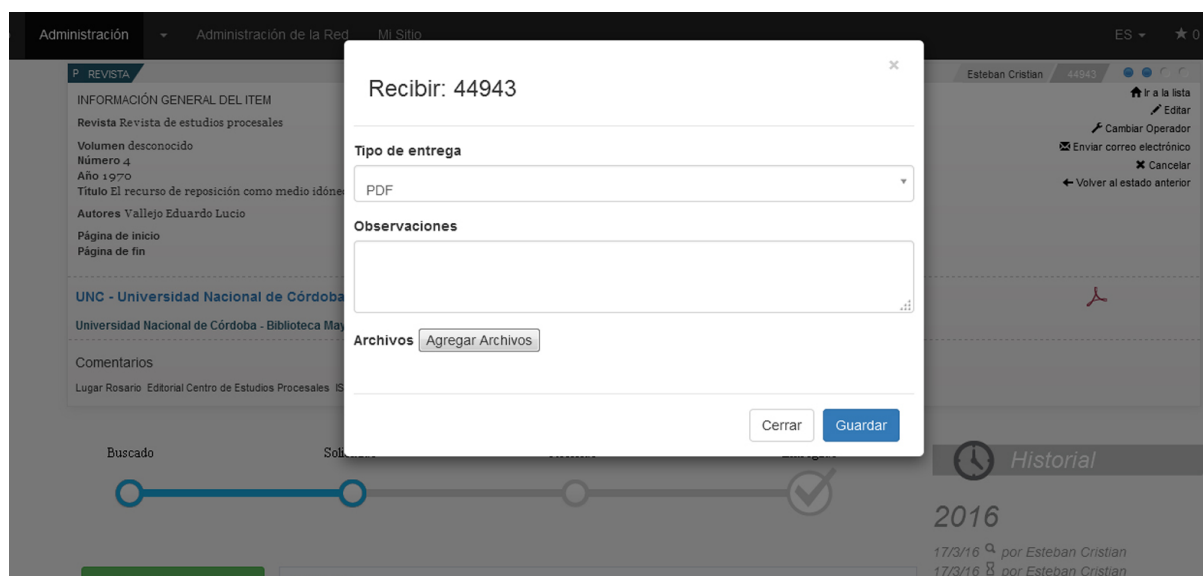 Administración Administración de la Red Mi Sitio ES 0
P REVISTA
Esteban Cristian 44943
INFORMACIÓN GENERAL DEL ITEM
Revista Revista de estudios procesales
Volumen desconocido
Número 4
Año 1970
Título El recurso de reposición como medio
Autores Vallejo Eduardo Lucio
Página de inicio
Página de fin
Ir a la lista
Editar
Cambiar Operador
Enviar correo electrónico
Cancelar
Volver al estado anterior
UNC - Universidad Nacional de Córdoba
Universidad Nacional de Córdoba - Biblioteca
Comentarios
Lugar Rosario Editorial Centro de Estudios Procesales
×
Recibir: 44943
Tipo de entrega
PDF
Observaciones
Archivos Agregar Archivos
Cerrar Guardar
Buscado
Historial
2016
17/3/16 por Esteban Cristian
17/3/16 por Esteban Cristian